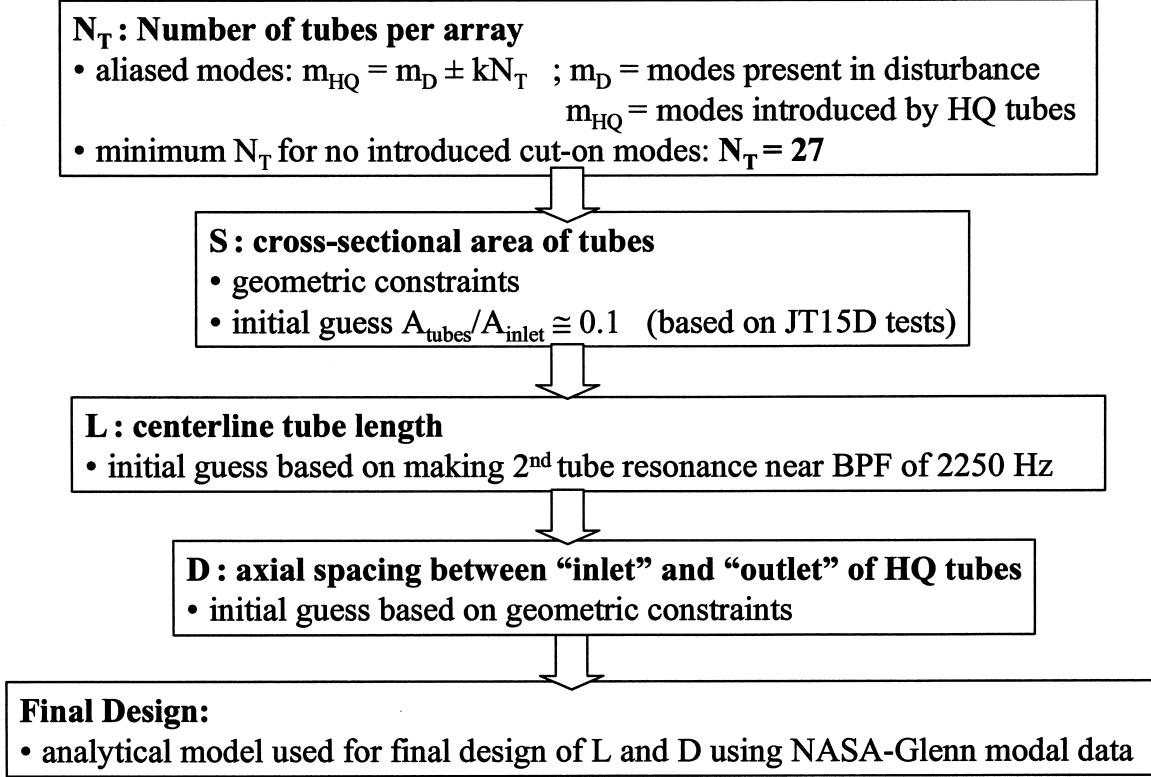 N_T : Number of tubes per array
• aliased modes: m_HQ = m_D ± kN_T ; m_D = modes present in disturbance
m_HQ = modes introduced by HQ tubes
• minimum N_T for no introduced cut-on modes: N_T = 27
S : cross-sectional area of tubes
• geometric constraints
• initial guess A_tubes/A_inlet ≅ 0.1 (based on JT15D tests)
L : centerline tube length
• initial guess based on making 2nd tube resonance near BPF of 2250 Hz
D : axial spacing between “inlet” and “outlet” of HQ tubes
• initial guess based on geometric constraints
Final Design:
• analytical model used for final design of L and D using NASA-Glenn modal data